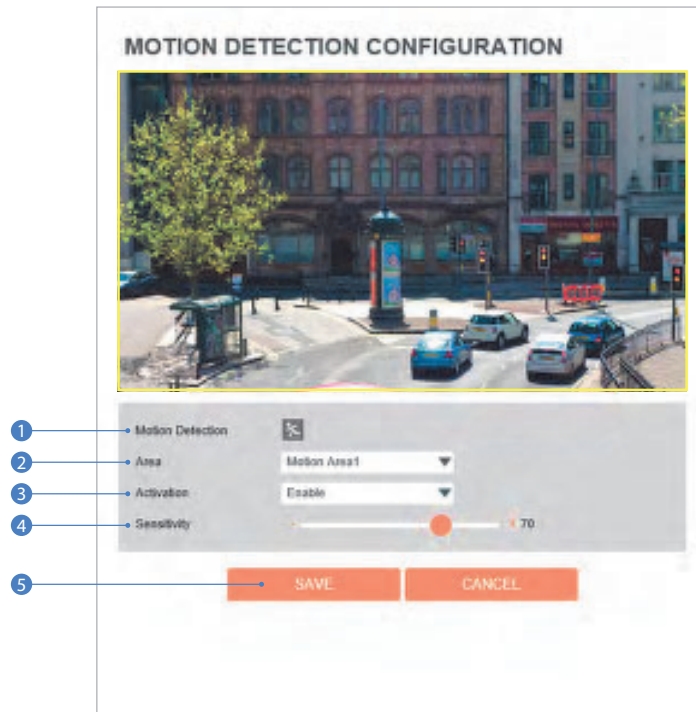 MOTION DETECTION CONFIGURATION
1 Motion Detection
2 Area Motion Area1
3 Activation Enable
4 Sensitivity 70
5 SAVE CANCEL